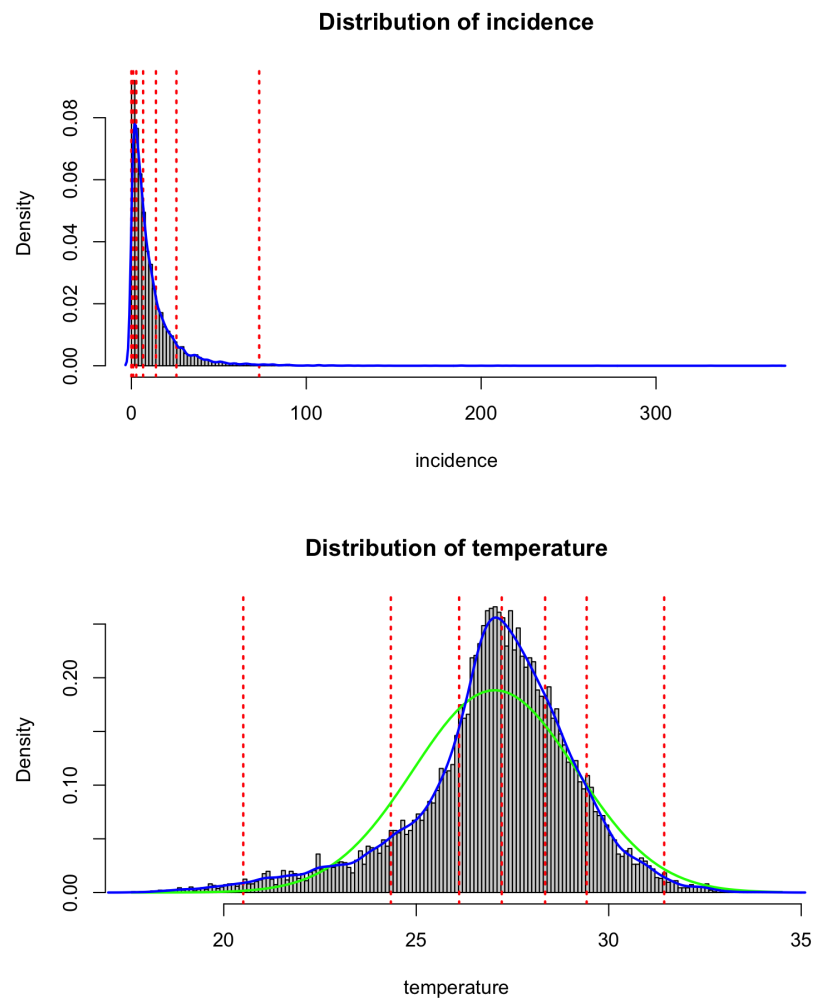 Distribution of incidence
Density
0.00 0.02 0.04 0.06 0.08
0 100 200 300
incidence
Distribution of temperature
Density
0.00 0.10 0.20
20 25 30 35
temperature